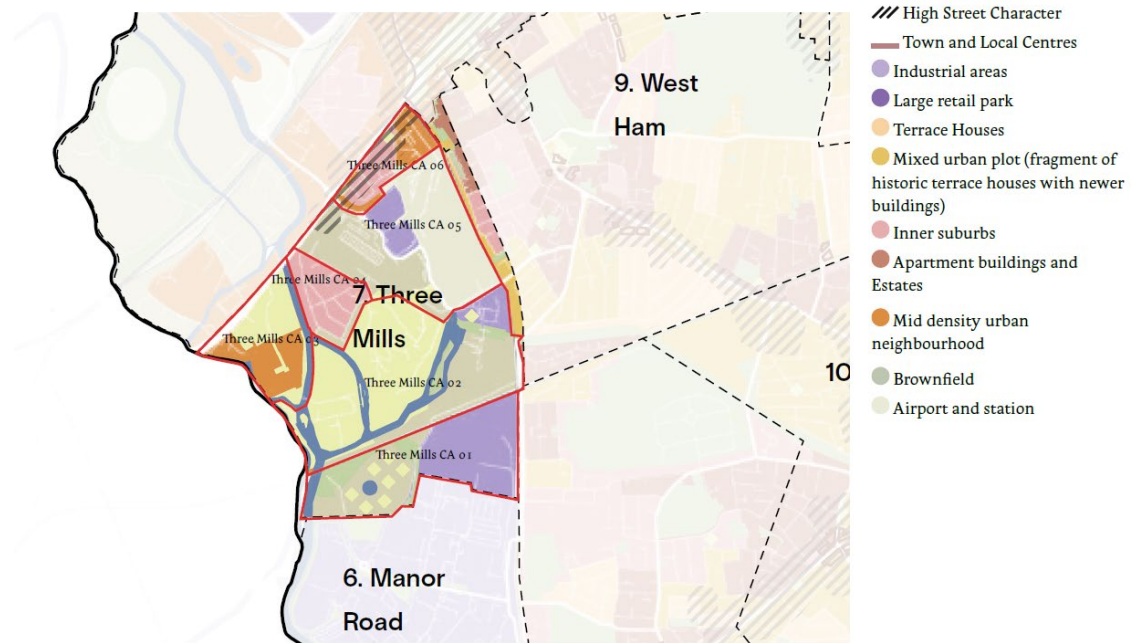 High Street Character
Town and Local Centres
Industrial areas
Large retail park
Terrace Houses
Mixed urban plot (fragment of
historic terrace houses with newer
buildings)
Inner suburbs
Apartment buildings and
Estates
Mid density urban
neighbourhood
Brownfield
Airport and station
9. West
Ham
Three Mills CA 06
Three Mills CA 05
Three Mills CA 04
7. Three
Mills
Three Mills CA 03
Three Mills CA 02
10
Three Mills CA 01
6. Manor
Road